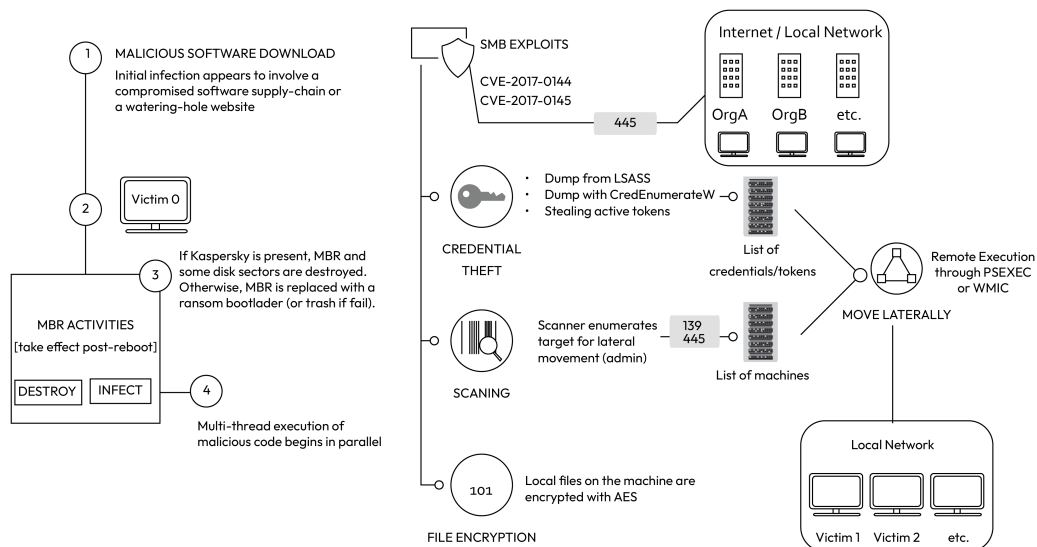 1
MALICIOUS SOFTWARE DOWNLOAD
Initial infection appears to involve a
compromised software supply-chain or
a watering-hole website
2
Victim 0
3
If Kaspersky is present, MBR and
some disk sectors are destroyed.
Otherwise, MBR is replaced with a
ransom bootlader (or trash if fail).
MBR ACTIVITIES
[take effect post-reboot]
DESTROY
INFECT
4
Multi-thread execution of
malicious code begins in parallel
SMB EXPLOITS
CVE-2017-0144
CVE-2017-0145
445
Internet / Local Network
OrgA
OrgB
etc.
CREDENTIAL
THEFT
• Dump from LSASS
• Dump with CredEnumerateW
• Stealing active tokens
List of
credentials/tokens
SCANING
Scanner enumerates
target for lateral
movement (admin)
139
445
List of machines
Remote Execution
through PSEXEC
or WMIC
MOVE LATERALLY
101
Local files on the machine are
encrypted with AES
FILE ENCRYPTION
Local Network
Victim 1
Victim 2
etc.